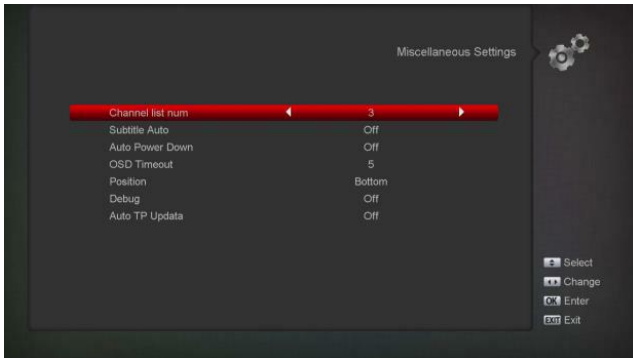 Miscellaneous Settings
Channel list num 3
Subtitle Auto Off
Auto Power Down Off
OSD Timeout 5
Position Bottom
Debug Off
Auto TP Updata Off
Select
Change
OK Enter
EXIT Exit